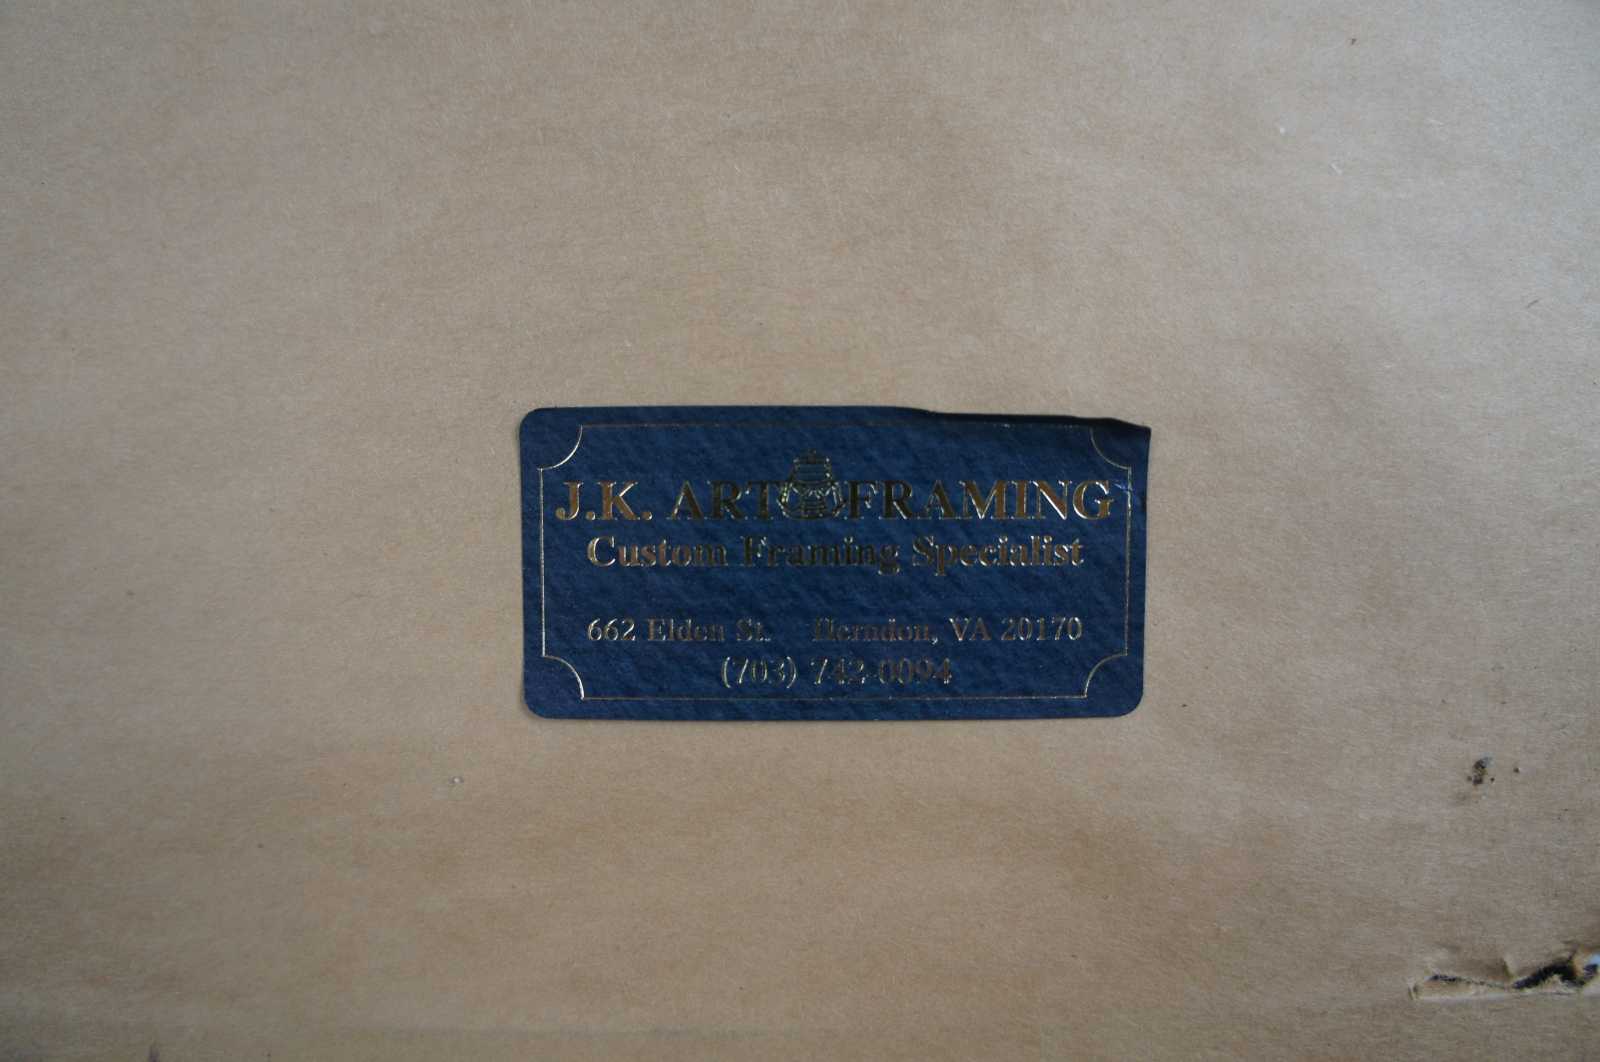 J.K. ART FRAMING
Custom Framing Specialist
662 Elden St. Herndon, VA 20170
(703) 742-0094